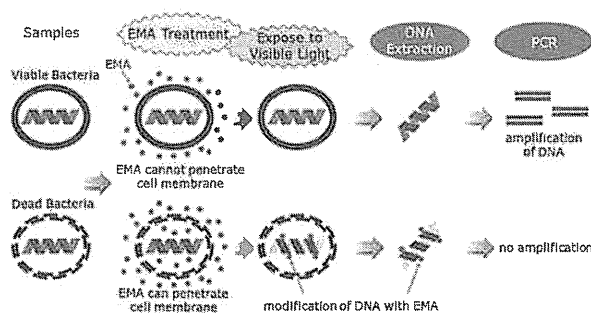 Samples
EMA Treatment
Expose to
Visible Light
DNA
Extraction
PCR
Viable Bacteria
EMA
EMA cannot penetrate
cell membrane
amplification
of DNA
Dead Bacteria
EMA can penetrate
cell membrane
modification of DNA with EMA
no amplification